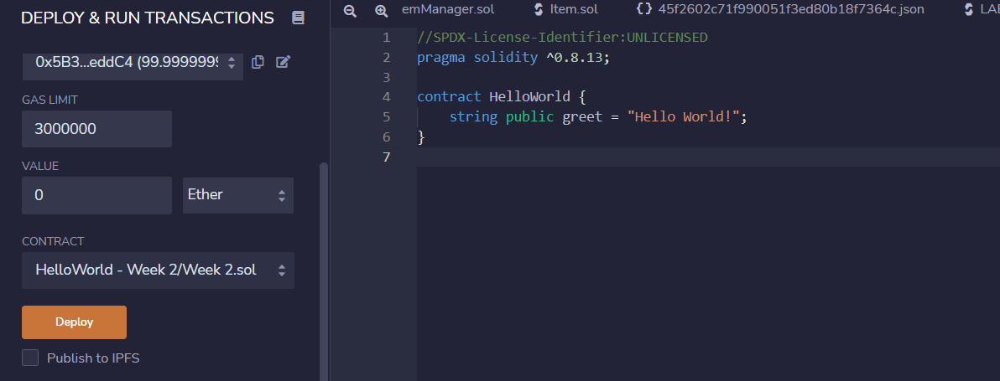 DEPLOY & RUN TRANSACTIONS
0x5B3...eddC4 (99.9999999
GAS LIMIT
3000000
VALUE
0
Ether
CONTRACT
HelloWorld - Week 2/Week 2.sol
Deploy
Publish to IPFS
emManager.sol
Item.sol
{} 45f2602c71f990051f3ed80b18f7364c.json
LAB
1 //SPDX-License-Identifier:UNLICENSED
2 pragma solidity ^0.8.13;
3
4 contract HelloWorld {
5     string public greet = "Hello World!";
6 }
7